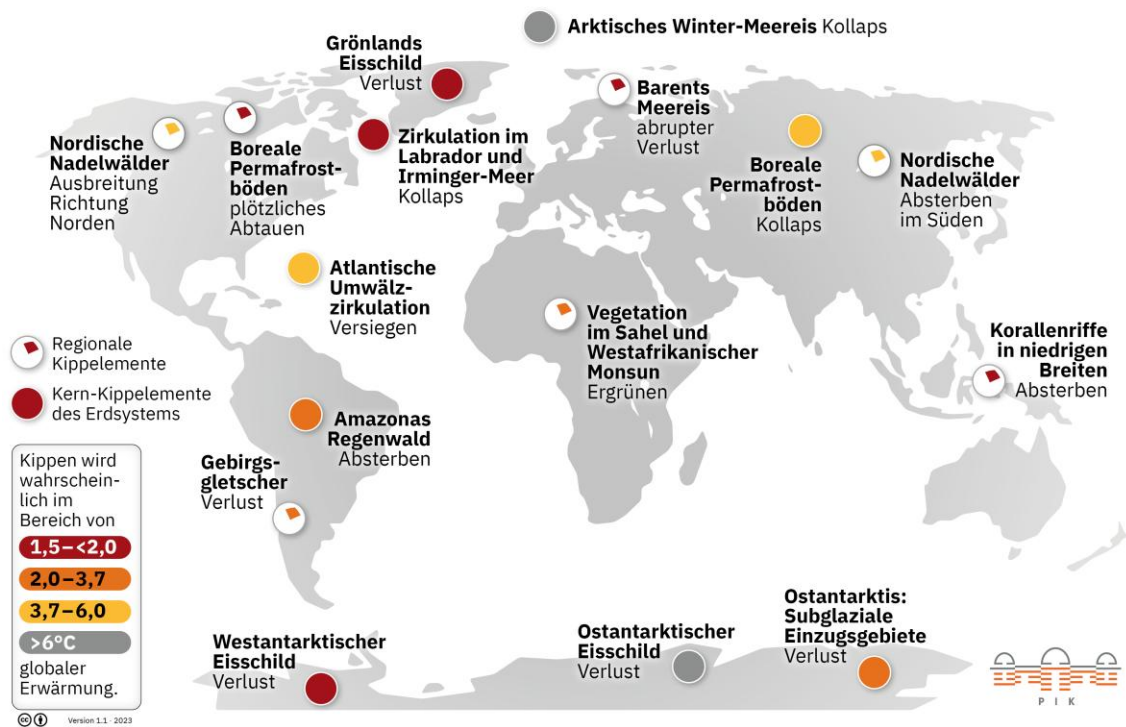 Arktisches Winter-Meereis Kollaps
Grönlands
Eisschild
Verlust
Barents
Meereis
abrupter
Verlust
Nordische
Nadelwälder
Ausbreitung
Richtung
Norden
Boreale
Permafrost-
böden
plötzliches
Abtauen
Zirkulation im
Labrador und
Irminger-Meer
Kollaps
Boreale
Permafrost-
böden
Kollaps
Nordische
Nadelwälder
Absterben
im Süden
Atlantische
Umwälz-
zirkulation
Versiegen
Vegetation
im Sahel und
Westafrikanischer
Monsun
Ergrünen
Korallenriffe
in niedrigen
Breiten
Absterben
Regionale
Kippelemente
Kern-Kippelemente
des Erdsystems
Amazonas
Regenwald
Absterben
Gebirgs-
gletscher
Verlust
Kippen wird
wahrschein-
lich im
Bereich von
1,5–<2,0
2,0–3,7
3,7–6,0
>6°C
globaler
Erwärmung.
Westantarktischer
Eisschild
Verlust
Ostantarktischer
Eisschild
Verlust
Ostantarktis:
Subglaziale
Einzugsgebiete
Verlust
P I K
cc Version 1.1 · 2023